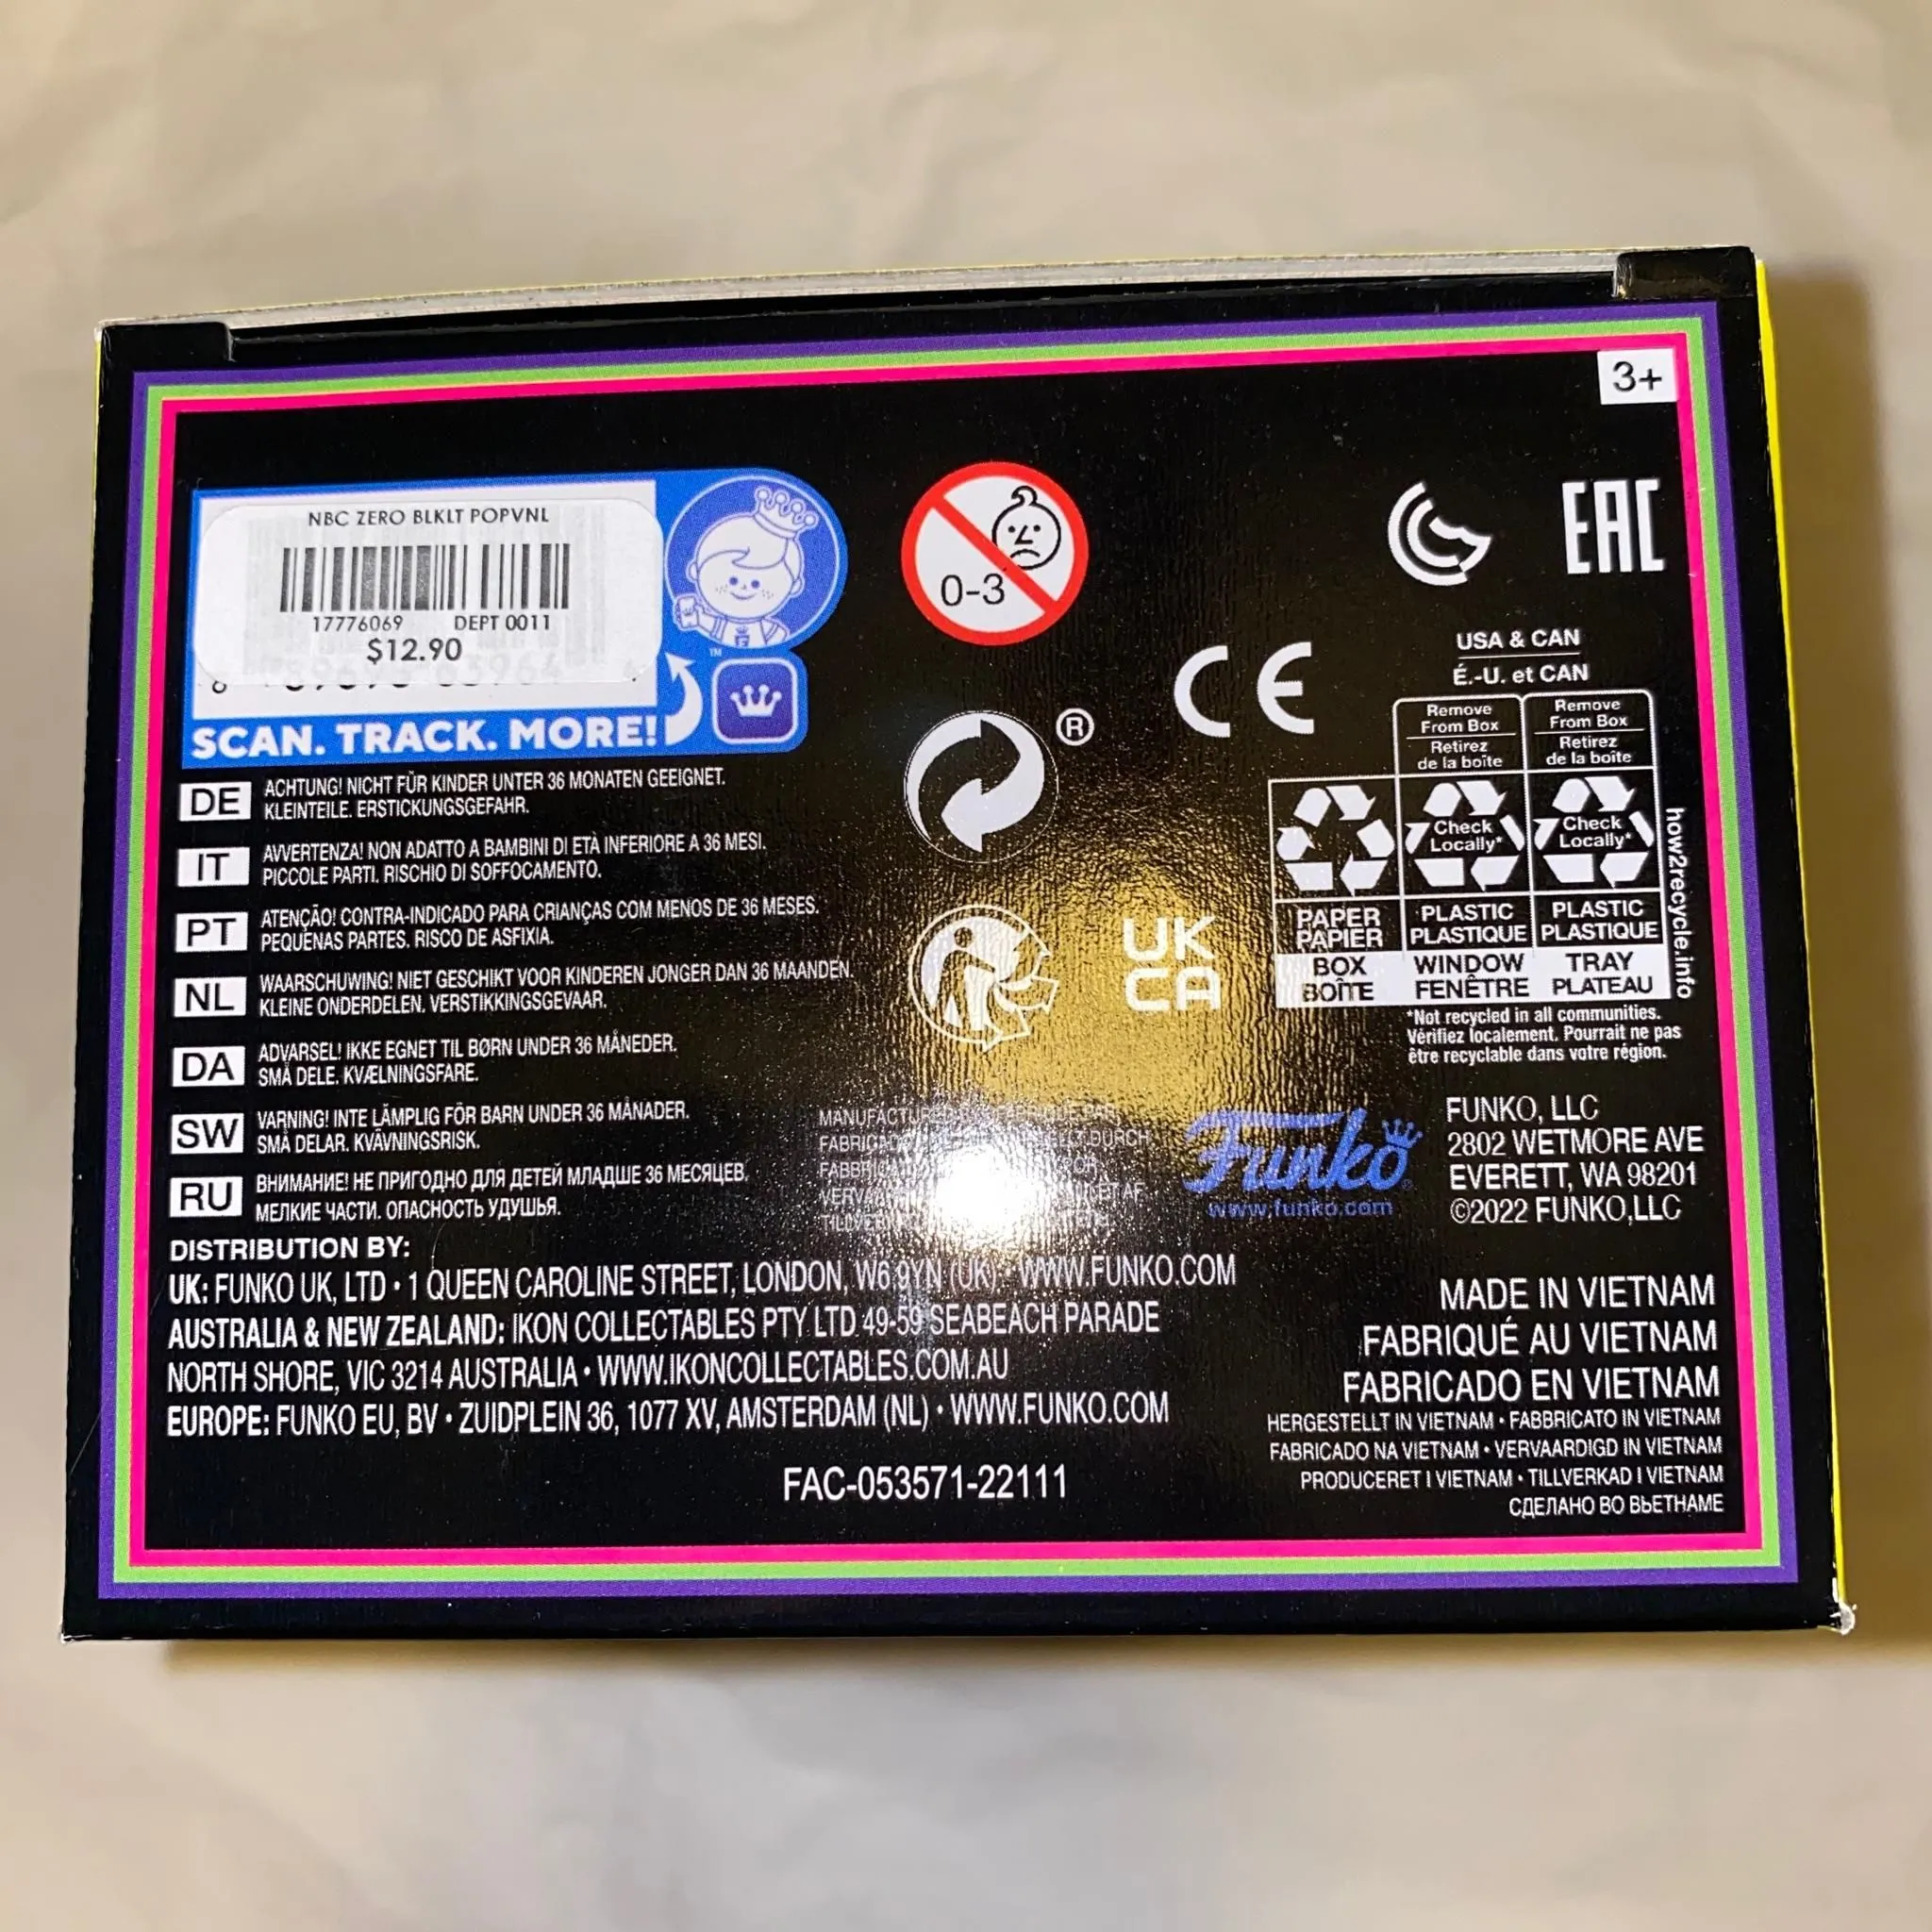 3+
NBC ZERO BLKLT POPVNL
17776069 DEPT 0011
$12.90
SCAN. TRACK. MORE!
™
0-3
EAC
CE
®
UK
CA
USA & CAN
É.-U. et CAN
Remove
From Box
Retirez
de la boîte
Remove
From Box
Retirez
de la boîte
Check
Locally*
Check
Locally*
PAPER
PAPIER
PLASTIC
PLASTIQUE
PLASTIC
PLASTIQUE
BOX
BOÎTE
WINDOW
FENÊTRE
TRAY
PLATEAU
how2recycle.info
*Not recycled in all communities.
Vérifiez localement. Pourrait ne pas
être recyclable dans votre région.
DE ACHTUNG! NICHT FÜR KINDER UNTER 36 MONATEN GEEIGNET.
KLEINTEILE. ERSTICKUNGSGEFAHR.
IT AVVERTENZA! NON ADATTO A BAMBINI DI ETÀ INFERIORE A 36 MESI.
PICCOLE PARTI. RISCHIO DI SOFFOCAMENTO.
PT ATENÇÃO! CONTRA-INDICADO PARA CRIANÇAS COM MENOS DE 36 MESES.
PEQUENAS PARTES. RISCO DE ASFIXIA.
NL WAARSCHUWING! NIET GESCHIKT VOOR KINDEREN JONGER DAN 36 MAANDEN.
KLEINE ONDERDELEN. VERSTIKKINGSGEVAAR.
DA ADVARSEL! IKKE EGNET TIL BØRN UNDER 36 MÅNEDER.
SMÅ DELE. KVÆLNINGSFARE.
SW VARNING! INTE LÄMPLIG FÖR BARN UNDER 36 MÅNADER.
SMÅ DELAR. KVÄVNINGSRISK.
RU ВНИМАНИЕ! НЕ ПРИГОДНО ДЛЯ ДЕТЕЙ МЛАДШЕ 36 МЕСЯЦЕВ.
МЕЛКИЕ ЧАСТИ. ОПАСНОСТЬ УДУШЬЯ.
DURCH
Funko
www.funko.com
FUNKO, LLC
2802 WETMORE AVE
EVERETT, WA 98201
©2022 FUNKO,LLC
DISTRIBUTION BY:
UK: FUNKO UK, LTD • 1 QUEEN CAROLINE STREET, LONDON, W6 9YN (UK) • WWW.FUNKO.COM
AUSTRALIA & NEW ZEALAND: IKON COLLECTABLES PTY LTD 49-59 SEABEACH PARADE
NORTH SHORE, VIC 3214 AUSTRALIA • WWW.IKONCOLLECTABLES.COM.AU
EUROPE: FUNKO EU, BV • ZUIDPLEIN 36, 1077 XV, AMSTERDAM (NL) • WWW.FUNKO.COM
FAC-053571-22111
MADE IN VIETNAM
FABRIQUÉ AU VIETNAM
FABRICADO EN VIETNAM
HERGESTELLT IN VIETNAM • FABBRICATO IN VIETNAM
FABRICADO NA VIETNAM • VERVAARDIGD IN VIETNAM
PRODUCERET I VIETNAM • TILLVERKAD I VIETNAM
СДЕЛАНО ВО ВЬЕТНАМЕ